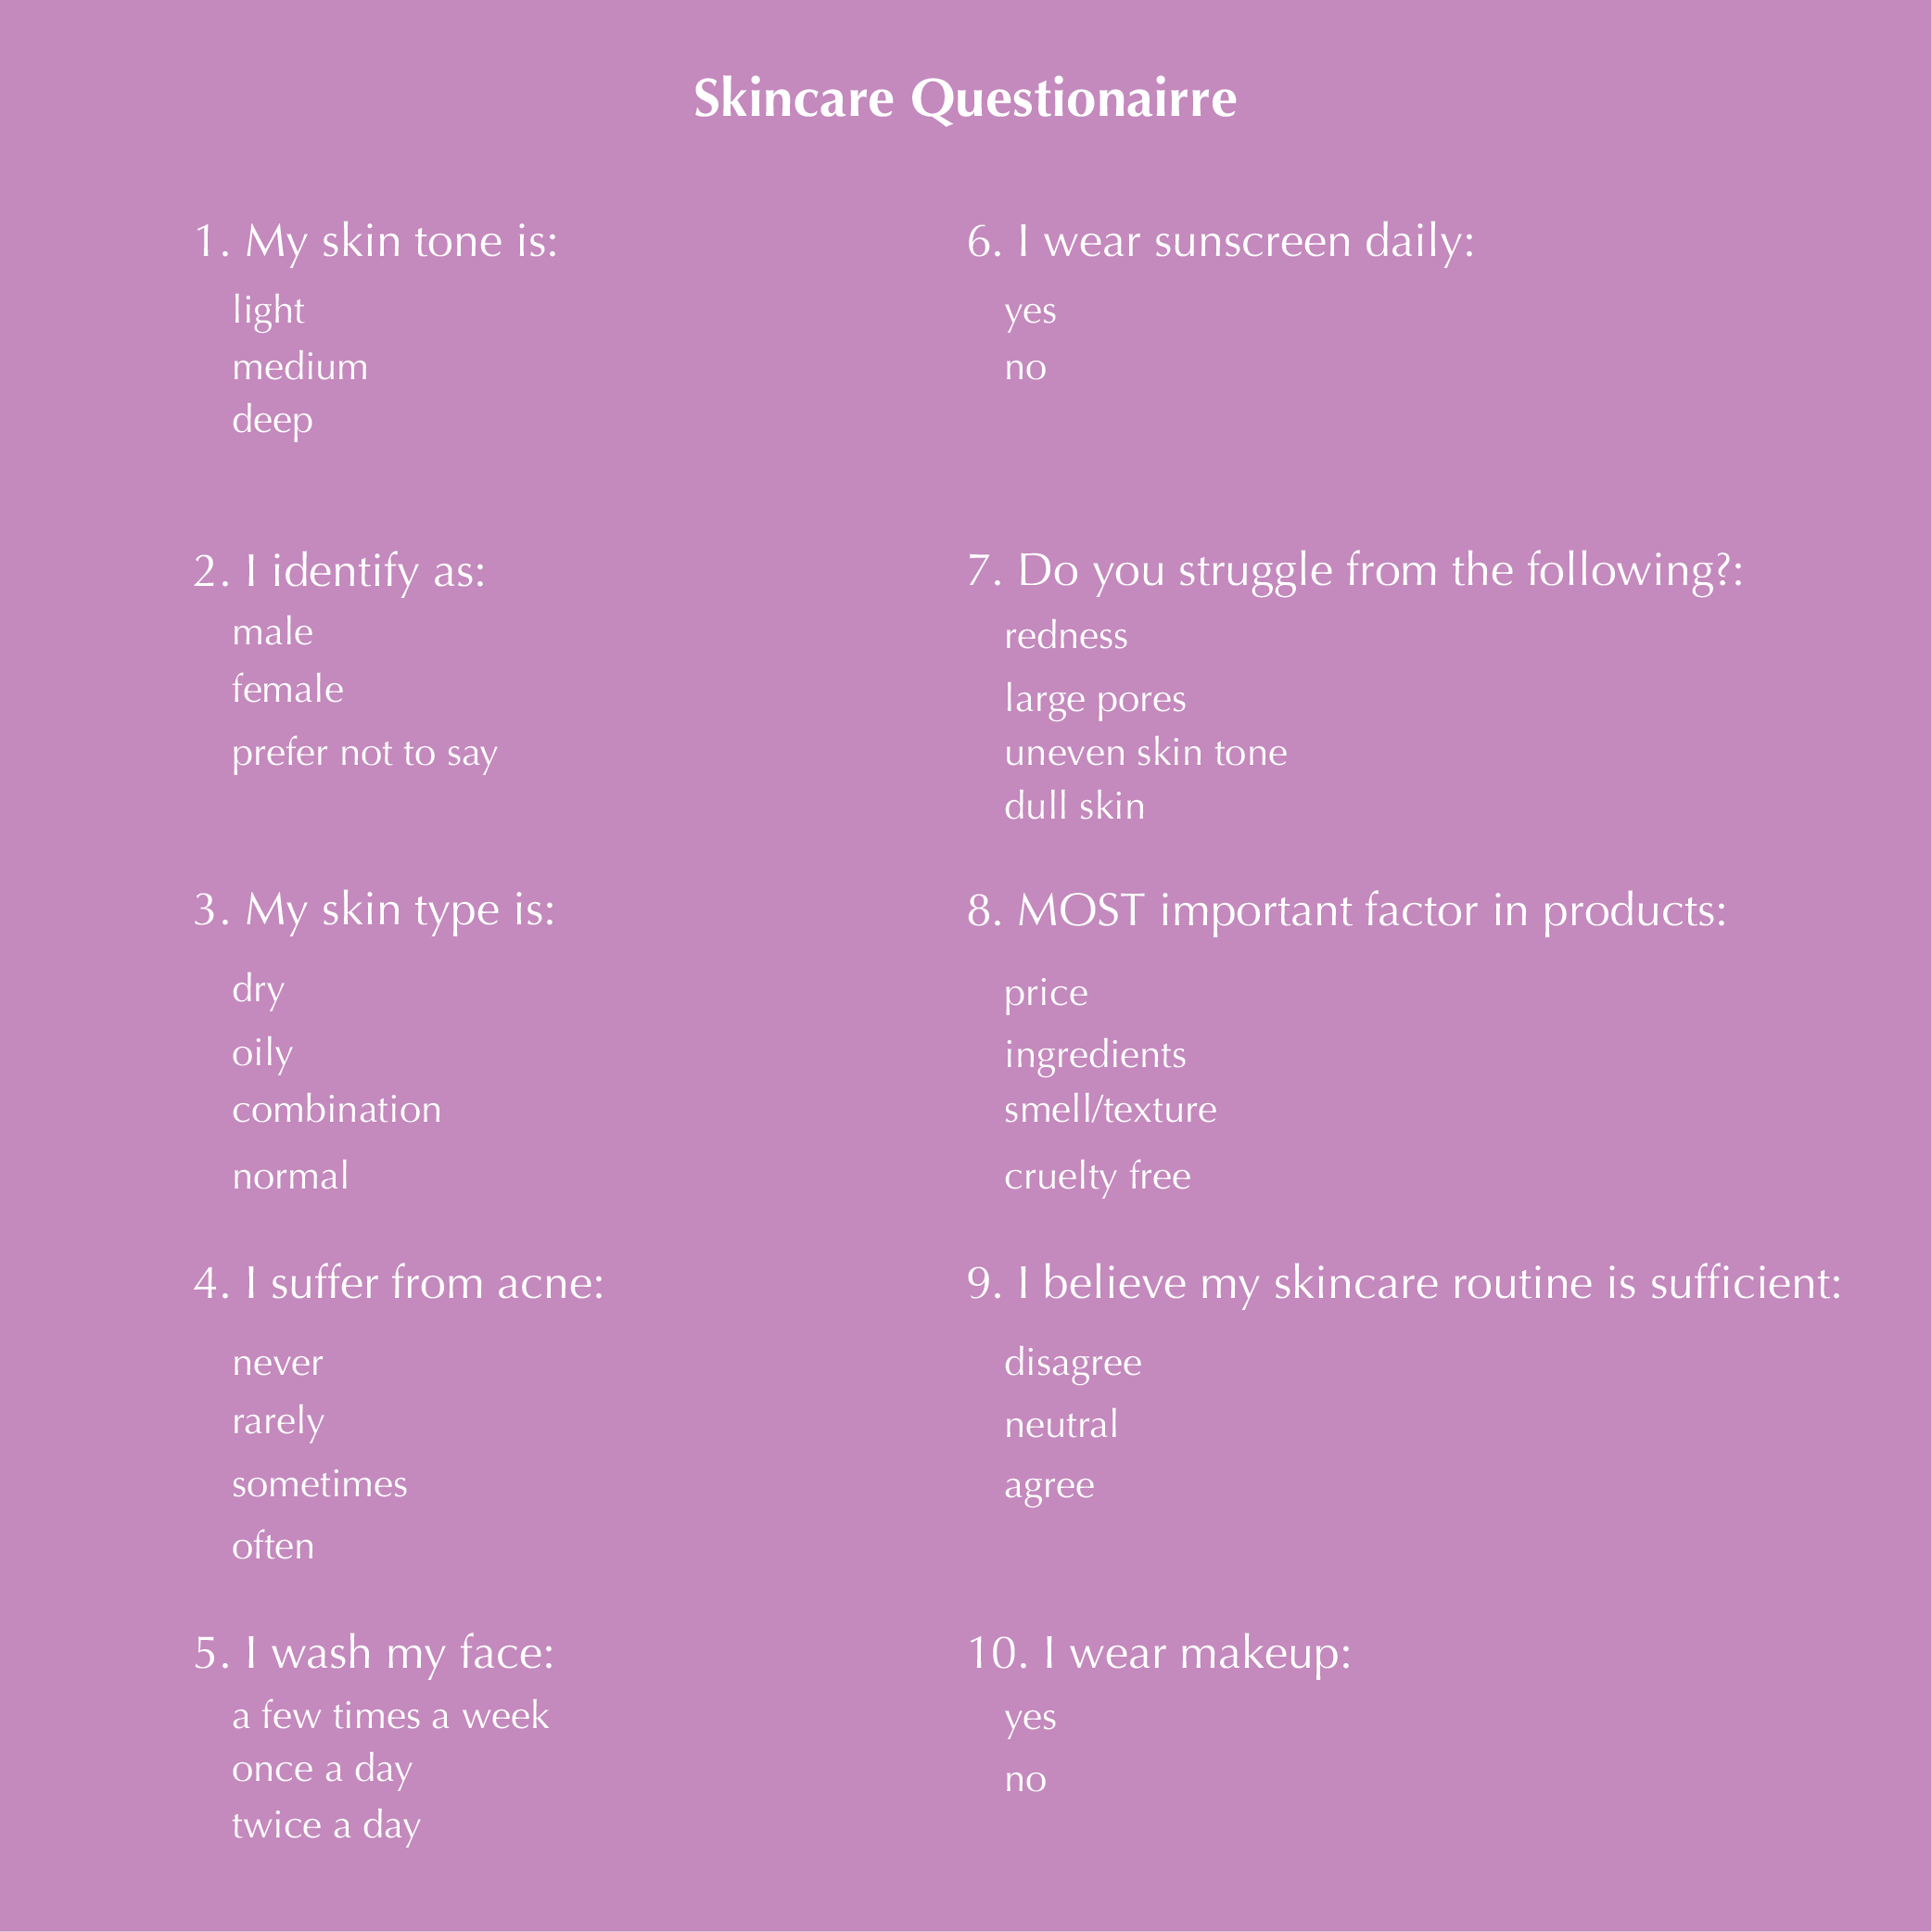 Skincare Questionairre
1. My skin tone is:
light
medium
deep
2. I identify as:
male
female
prefer not to say
3. My skin type is:
dry
oily
combination
normal
4. I suffer from acne:
never
rarely
sometimes
often
5. I wash my face:
a few times a week
once a day
twice a day
6. I wear sunscreen daily:
yes
no
7. Do you struggle from the following?:
redness
large pores
uneven skin tone
dull skin
8. MOST important factor in products:
price
ingredients
smell/texture
cruelty free
9. I believe my skincare routine is sufficient:
disagree
neutral
agree
10. I wear makeup:
yes
no